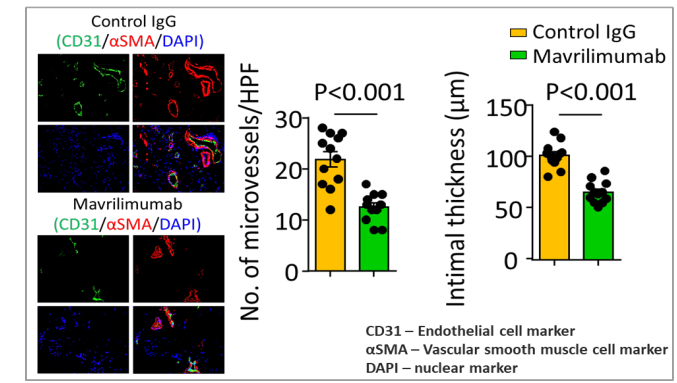 Control IgG
(CD31/αSMA/DAPI)
Mavrilimumab
(CD31/αSMA/DAPI)
No. of microvessels/HPF
P<0.001
30
20
10
0
Control IgG
Mavrilimumab
Intimal thickness (μm)
P<0.001
150
100
50
0
CD31 – Endothelial cell marker
αSMA – Vascular smooth muscle cell marker
DAPI – nuclear marker